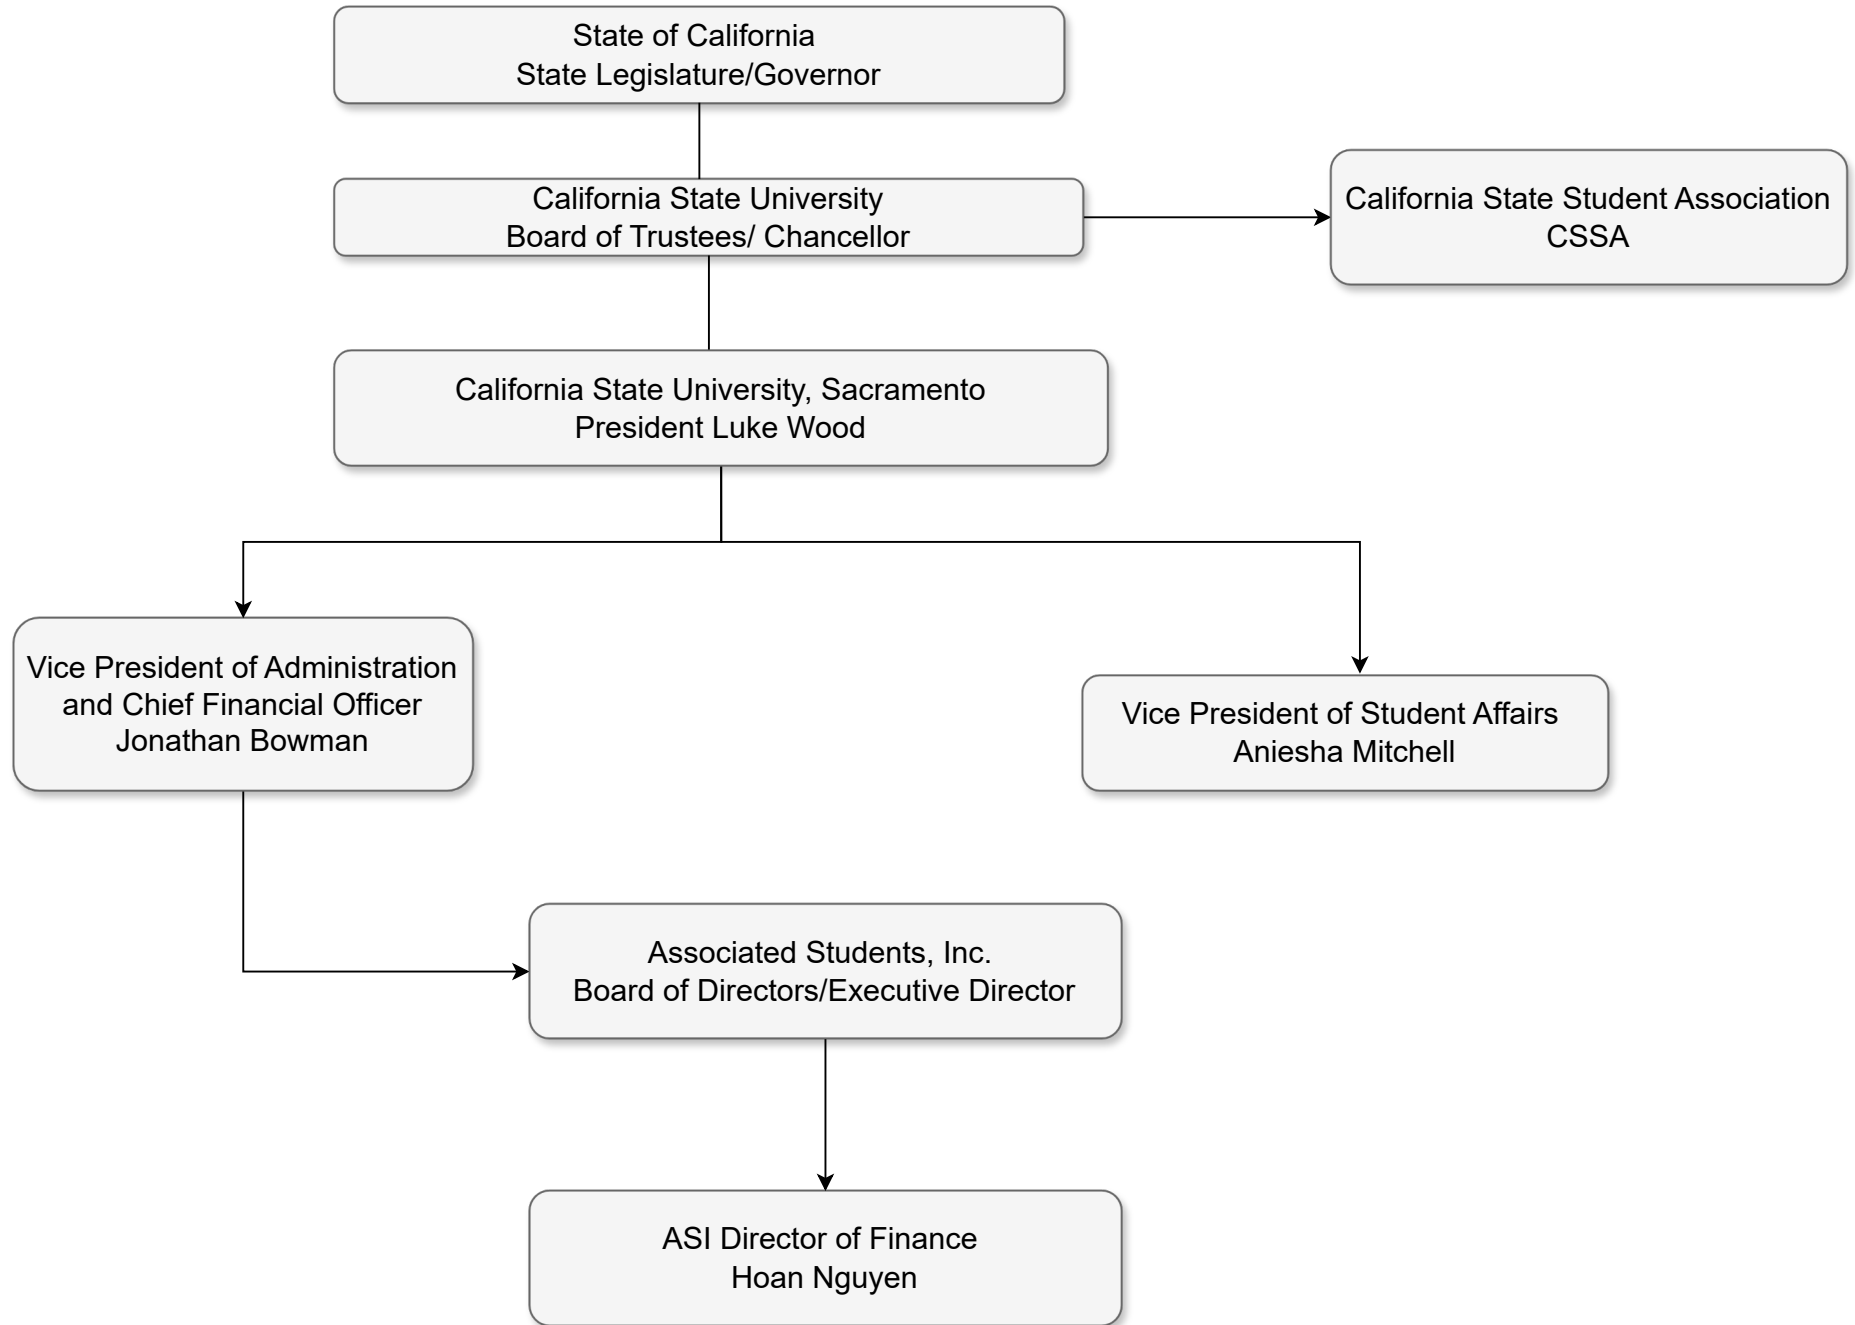 State of California
State Legislature/Governor
California State University
Board of Trustees/ Chancellor
California State Student Association
CSSA
California State University, Sacramento
President Luke Wood
Vice President of Administration
and Chief Financial Officer
Jonathan Bowman
Vice President of Student Affairs
Aniesha Mitchell
Associated Students, Inc.
Board of Directors/Executive Director
ASI Director of Finance
Hoan Nguyen